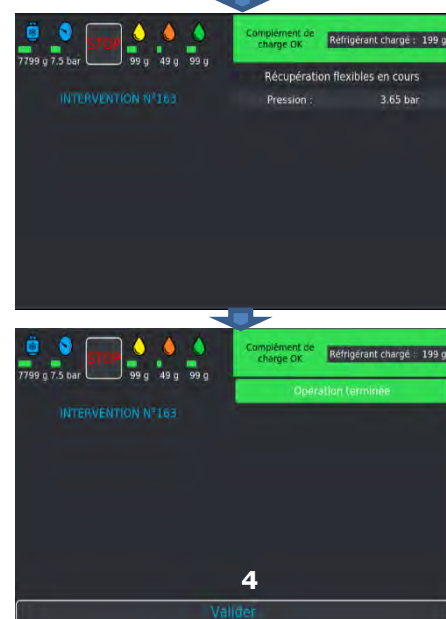 STOP
7799 g 7.5 bar 99 g 49 g 99 g
Complément de
charge OK
Réfrigérant chargé : 199 g
Récupération flexibles en cours
Pression : 3.65 bar
INTERVENTION N°163
STOP
7799 g 7.5 bar 99 g 49 g 99 g
Complément de
charge OK
Réfrigérant chargé : 199 g
Opération terminée
INTERVENTION N°163
4
Valider